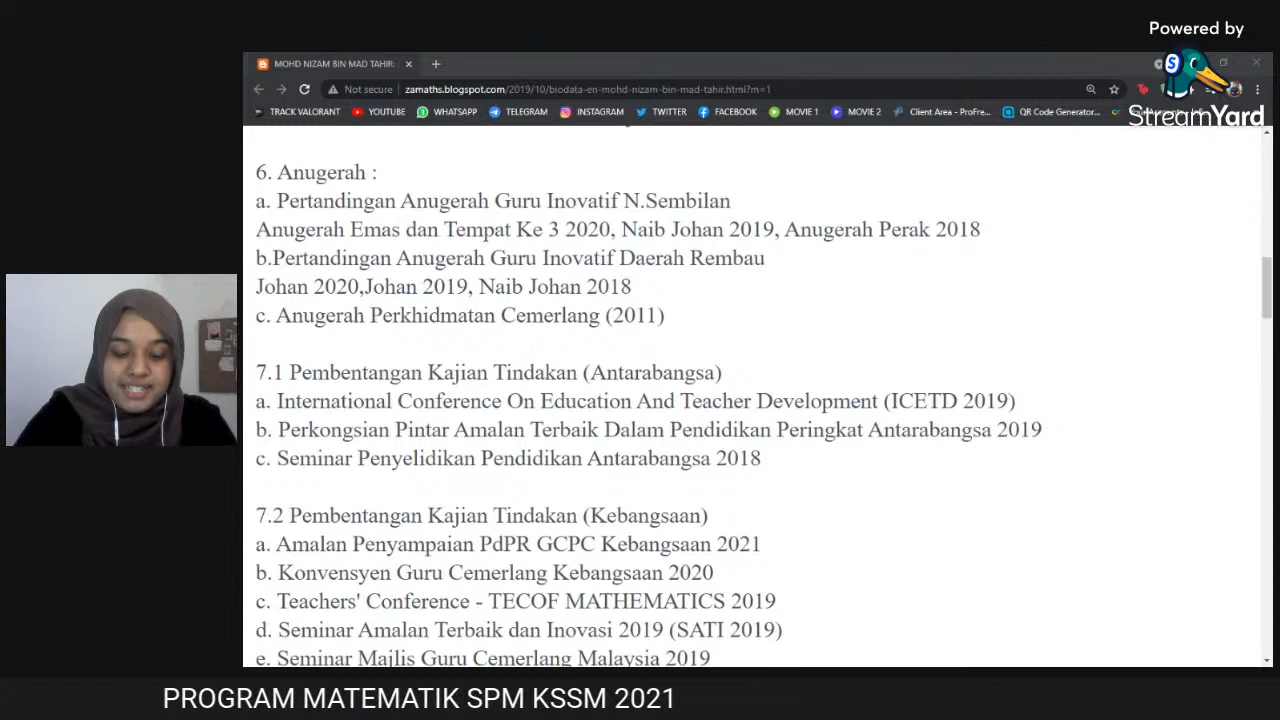 Powered by
StreamYard
MOHD NIZAM BIN MAD TAHIR:
Not secure
zamaths.blogspot.com/2019/10/biodata-en-mohd-nizam-bin-mad-tahir.html?m=1
TRACK VALORANT YOUTUBE WHATSAPP TELEGRAM INSTAGRAM TWITTER FACEBOOK MOVIE 1 MOVIE 2 Client Area - ProFre... QR Code Generator...
6. Anugerah :
a. Pertandingan Anugerah Guru Inovatif N.Sembilan
Anugerah Emas dan Tempat Ke 3 2020, Naib Johan 2019, Anugerah Perak 2018
b.Pertandingan Anugerah Guru Inovatif Daerah Rembau
Johan 2020,Johan 2019, Naib Johan 2018
c. Anugerah Perkhidmatan Cemerlang (2011)
7.1 Pembentangan Kajian Tindakan (Antarabangsa)
a. International Conference On Education And Teacher Development (ICETD 2019)
b. Perkongsian Pintar Amalan Terbaik Dalam Pendidikan Peringkat Antarabangsa 2019
c. Seminar Penyelidikan Pendidikan Antarabangsa 2018
7.2 Pembentangan Kajian Tindakan (Kebangsaan)
a. Amalan Penyampaian PdPR GCPC Kebangsaan 2021
b. Konvensyen Guru Cemerlang Kebangsaan 2020
c. Teachers' Conference - TECOF MATHEMATICS 2019
d. Seminar Amalan Terbaik dan Inovasi 2019 (SATI 2019)
e. Seminar Majlis Guru Cemerlang Malaysia 2019
PROGRAM MATEMATIK SPM KSSM 2021